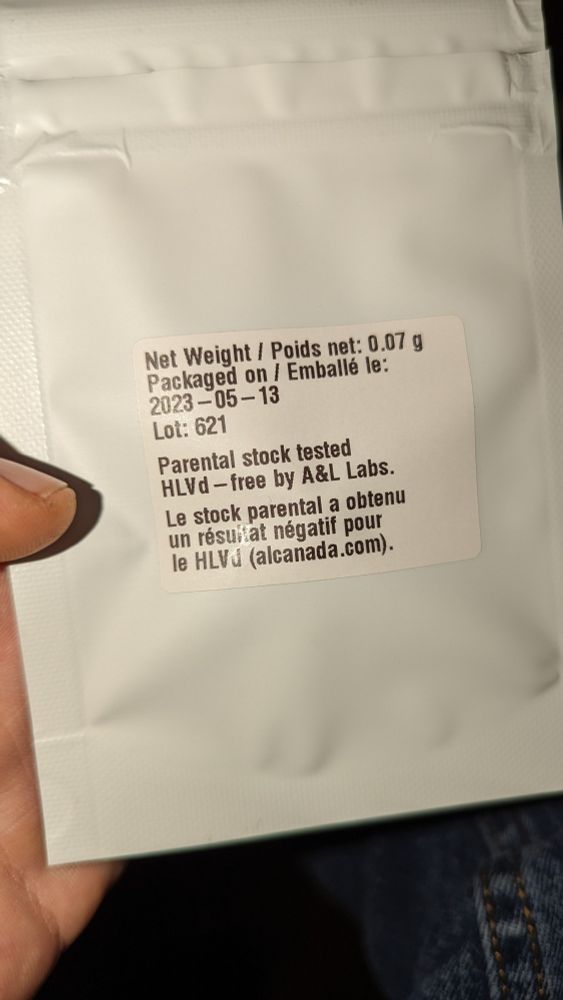 Net Weight / Poids net: 0.07 g
Packaged on / Emballé le:
2023-05-13
Lot: 621
Parental stock tested
HLVd-free by A&L Labs.
Le stock parental a obtenu
un résultat négatif pour
le HLVd (alcanada.com).